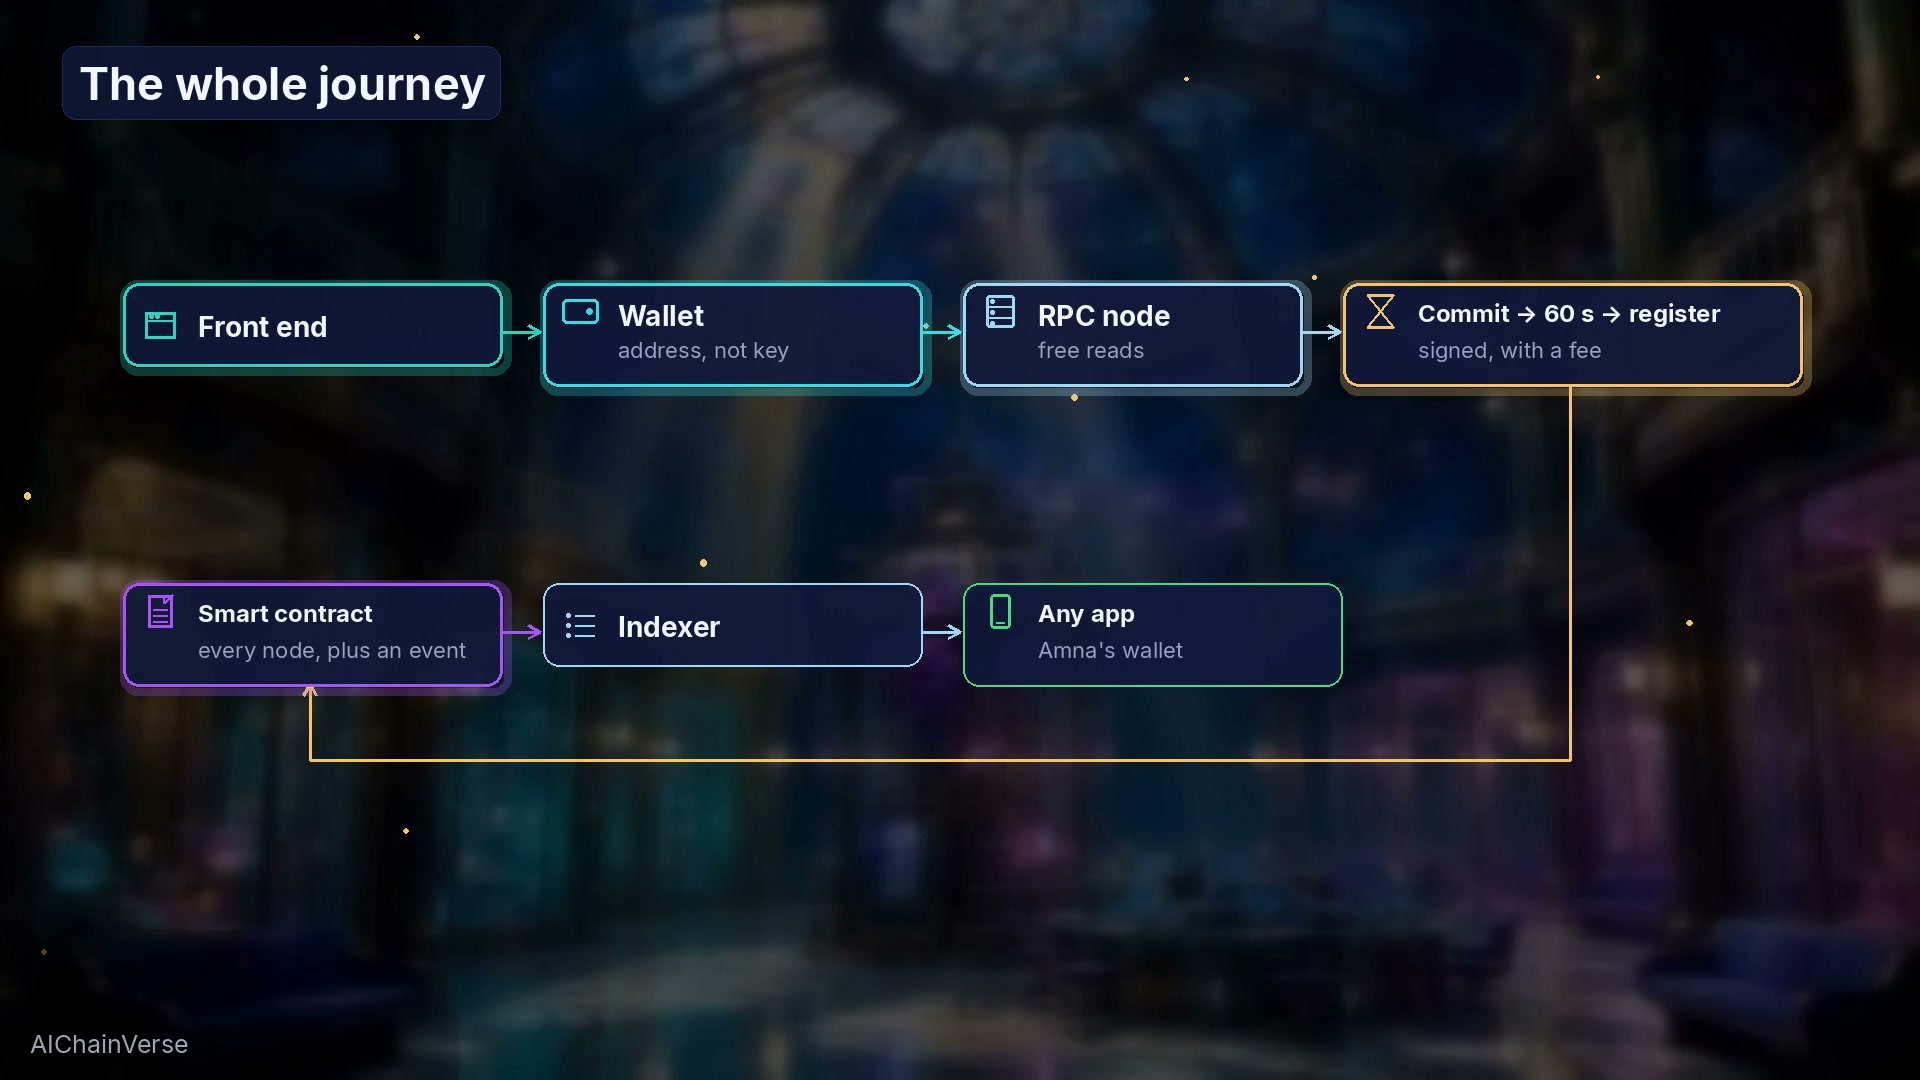 The whole journey
Front end
Wallet
address, not key
RPC node
free reads
Commit → 60 s → register
signed, with a fee
Smart contract
every node, plus an event
Indexer
Any app
Amna's wallet
AIChainVerse